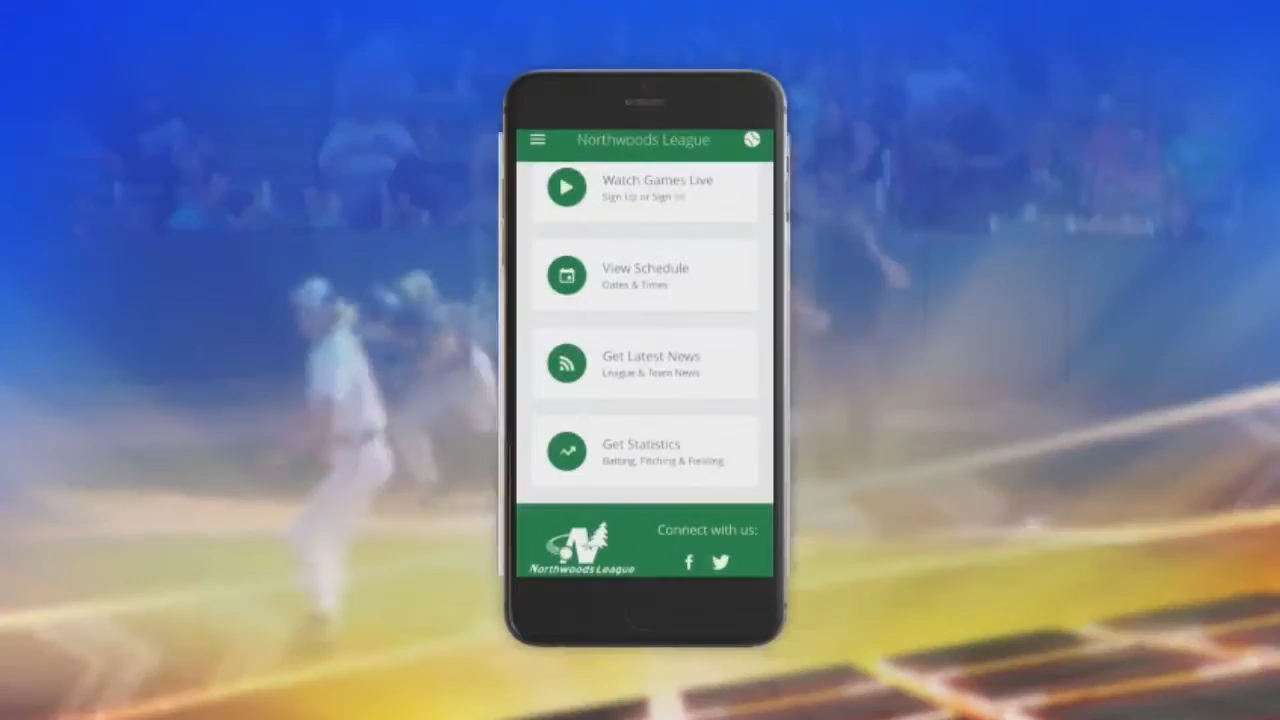 Northwoods League
Watch Games Live
Sign Up or Sign In
View Schedule
Dates & Times
Get Latest News
League & Team News
Get Statistics
Batting, Pitching & Fielding
Connect with us:
Northwoods League